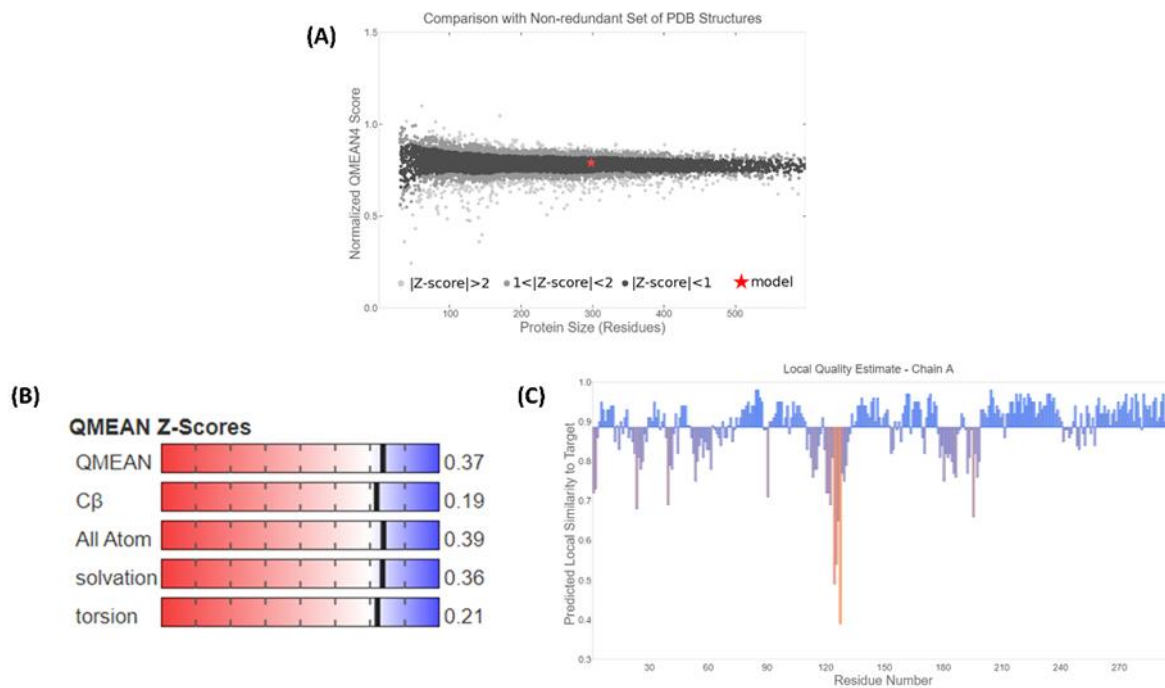 (A)
Comparison with Non-redundant Set of PDB Structures
Normalized QMEAN4 Score
1.5
1.0
0.5
0.0
|Z-score|>2 1<|Z-score|<2 |Z-score|<1 model
100 200 300 400 500
Protein Size (Residues)
(B)
QMEAN Z-Scores
QMEAN 0.37
Cβ 0.19
All Atom 0.39
solvation 0.36
torsion 0.21
(C)
Local Quality Estimate - Chain A
Predicted Local Similarity to Target
1.0
0.9
0.8
0.7
0.6
0.5
0.4
0.3
30 60 90 120 150 180 210 240 270
Residue Number